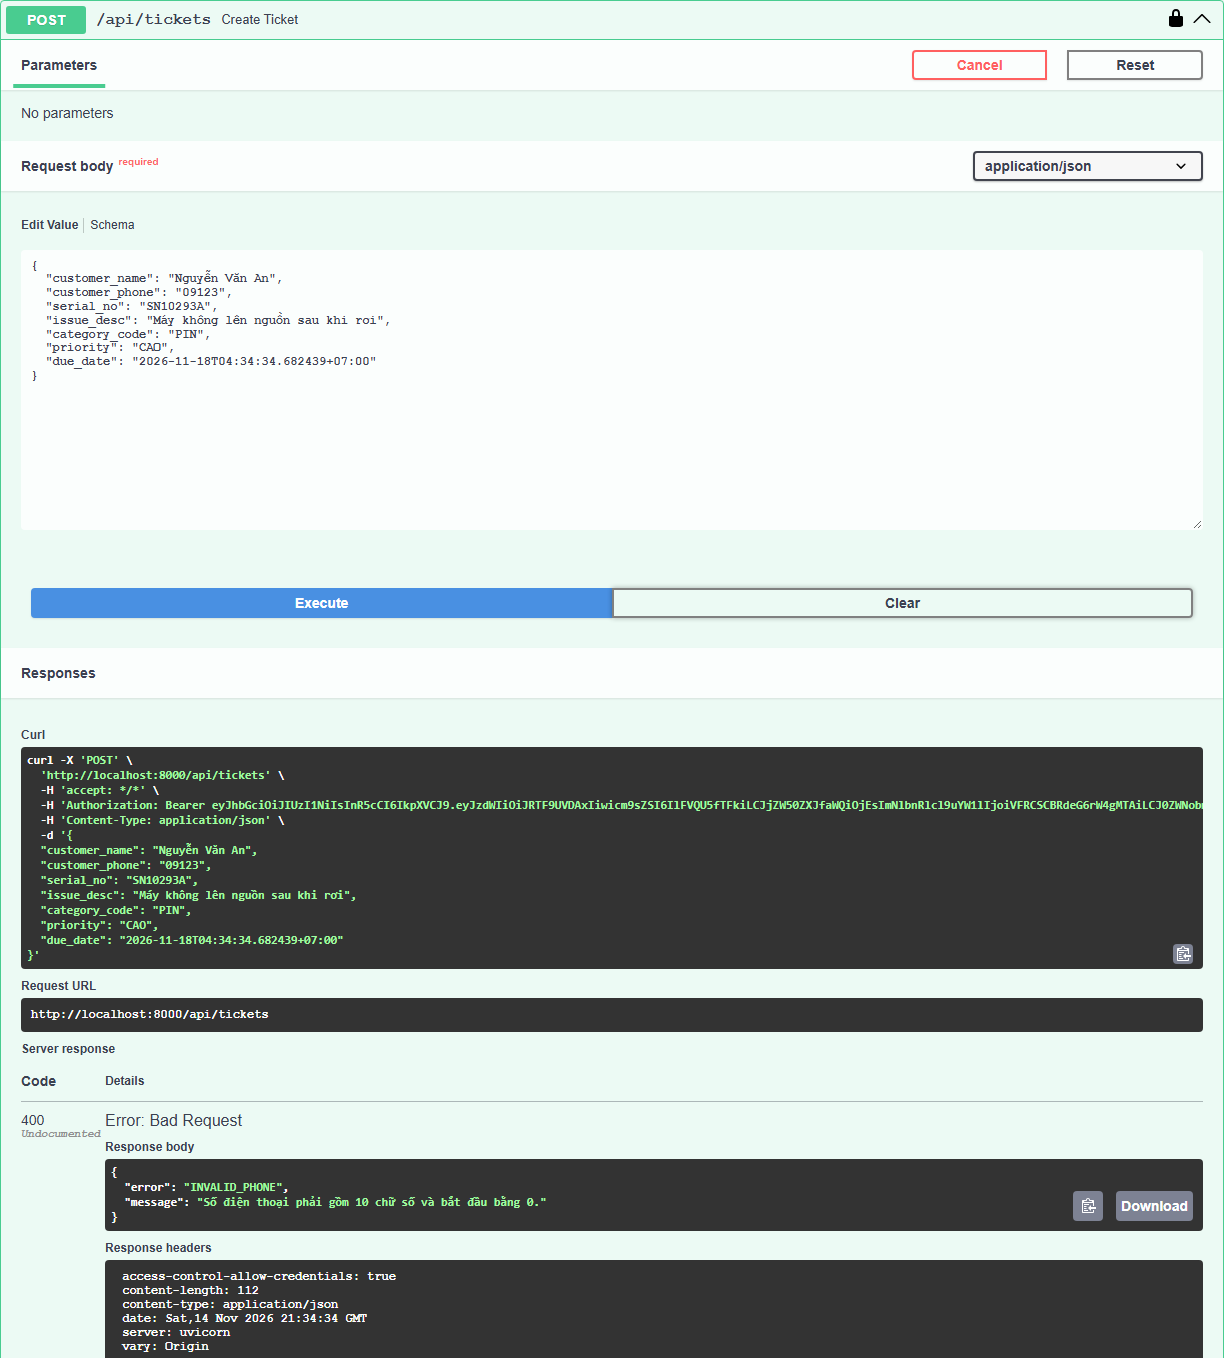 POST /api/tickets Create Ticket
Parameters
Cancel
Reset
No parameters
Request body required
application/json
Edit Value Schema
{
  "customer_name": "Nguyễn Văn An",
  "customer_phone": "09123",
  "serial_no": "SN10293A",
  "issue_desc": "Máy không lên nguồn sau khi rơi",
  "category_code": "PIN",
  "priority": "CAO",
  "due_date": "2026-11-18T04:34:34.682439+07:00"
}
Execute
Clear
Responses
Curl
curl -X 'POST' \
  'http://localhost:8000/api/tickets' \
  -H 'accept: */*' \
  -H 'Authorization: Bearer
  -H 'Content-Type: application/json' \
  -d '{
  "customer_name": "Nguyễn Văn An",
  "customer_phone": "09123",
  "serial_no": "SN10293A",
  "issue_desc": "Máy không lên nguồn sau khi rơi",
  "category_code": "PIN",
  "priority": "CAO",
  "due_date": "2026-11-18T04:34:34.682439+07:00"
}'
Request URL
http://localhost:8000/api/tickets
Server response
Code Details
400 Error: Bad Request
Undocumented
Response body
{
  "error": "INVALID_PHONE",
  "message": "Số điện thoại phải gồm 10 chữ số và bắt đầu bằng 0."
}
Download
Response headers
access-control-allow-credentials: true
content-length: 112
content-type: application/json
date: Sat,14 Nov 2026 21:34:34 GMT
server: uvicorn
vary: Origin